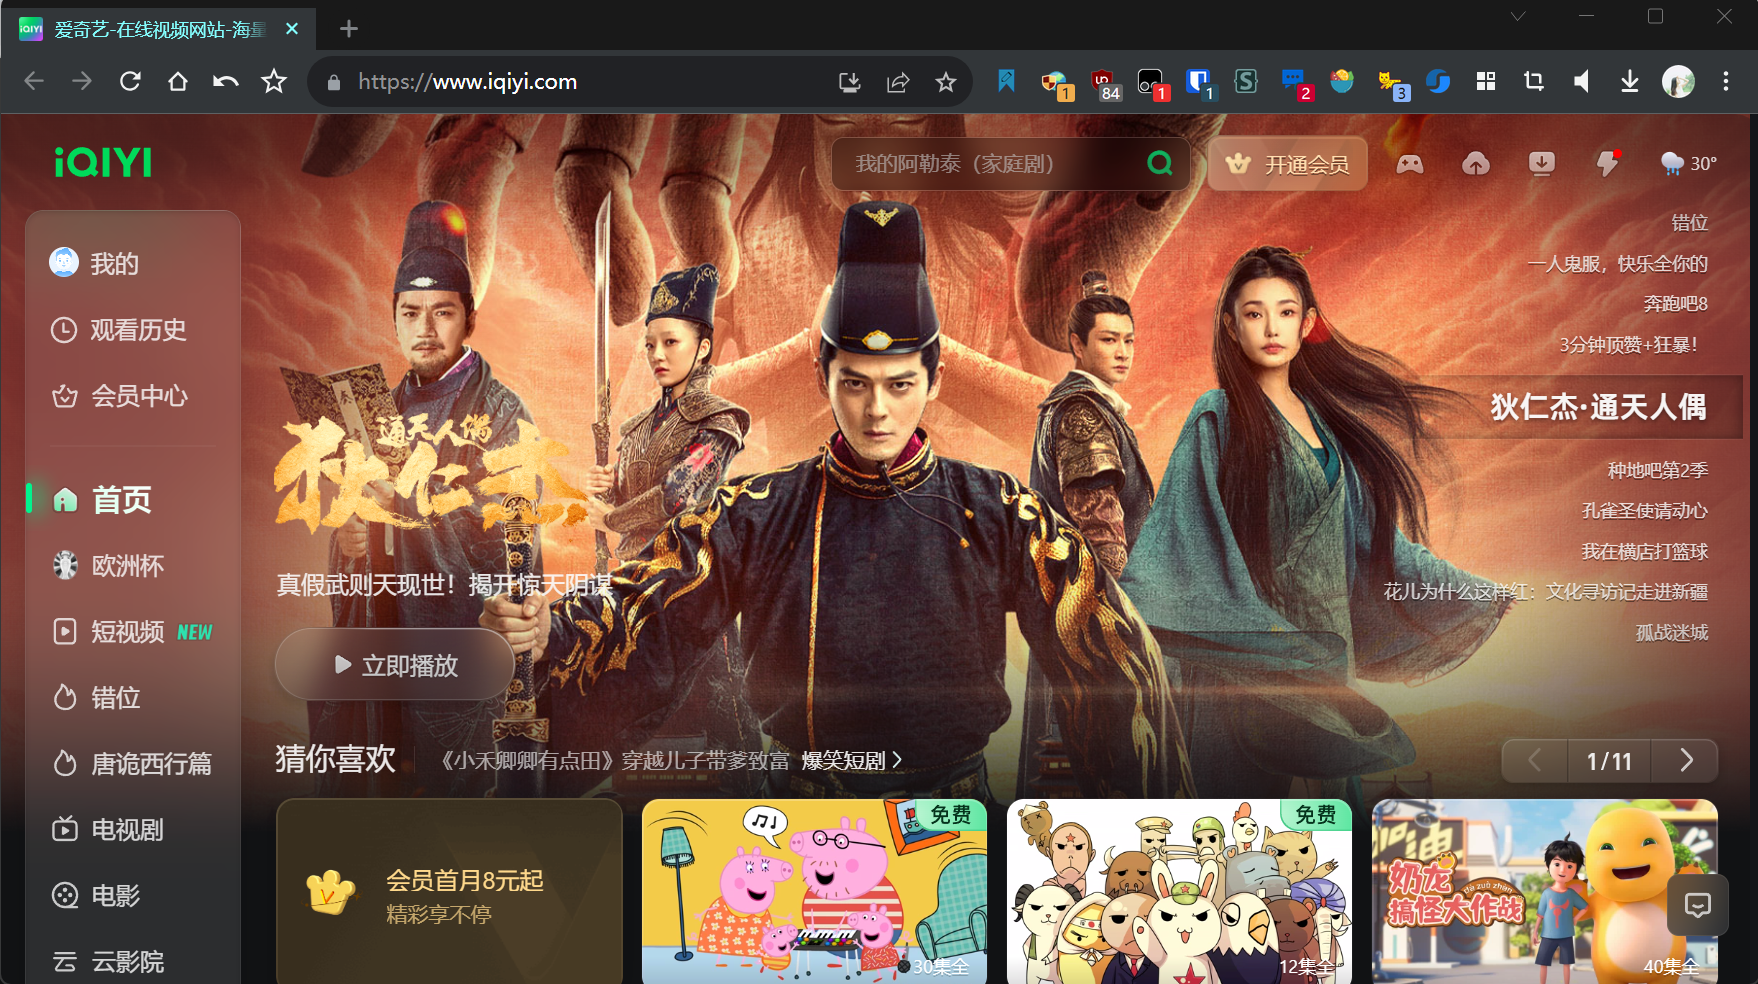 爱奇艺-在线视频网站-海量
https://www.iqiyi.com
1
84
1
1
2
3
iQIYI
我的阿勒泰（家庭剧）
开通会员
30°
我的
观看历史
会员中心
首页
欧洲杯
短视频 NEW
错位
唐诡西行篇
电视剧
电影
云影院
错位
一人鬼服，快乐全你的
奔跑吧8
3分钟顶赞+狂暴！
狄仁杰·通天人偶
种地吧第2季
孔雀圣使请动心
我在横店打篮球
花儿为什么这样红：文化寻访记走进新疆
孤战迷城
通天人偶
狄仁杰
真假武则天现世！揭开惊天阴谋
立即播放
猜你喜欢
《小禾卿卿有点田》穿越儿子带爹致富 爆笑短剧
1/11
会员首月8元起
精彩享不停
免费
30集全
免费
12集全
加油
奶龙
dà zuò zhàn
搞怪大作战
40集全